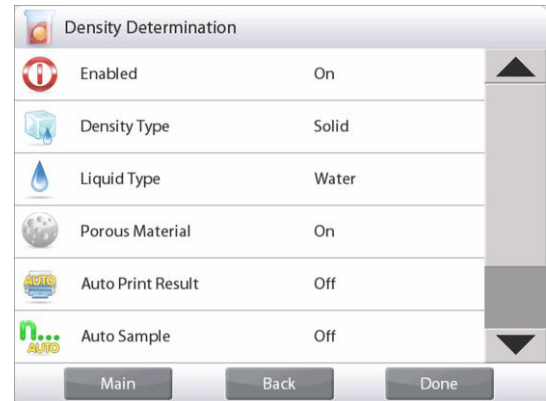 Density Determination
Enabled On
Density Type Solid
Liquid Type Water
Porous Material On
AUTO Auto Print Result Off
n... AUTO Auto Sample Off
Main Back Done